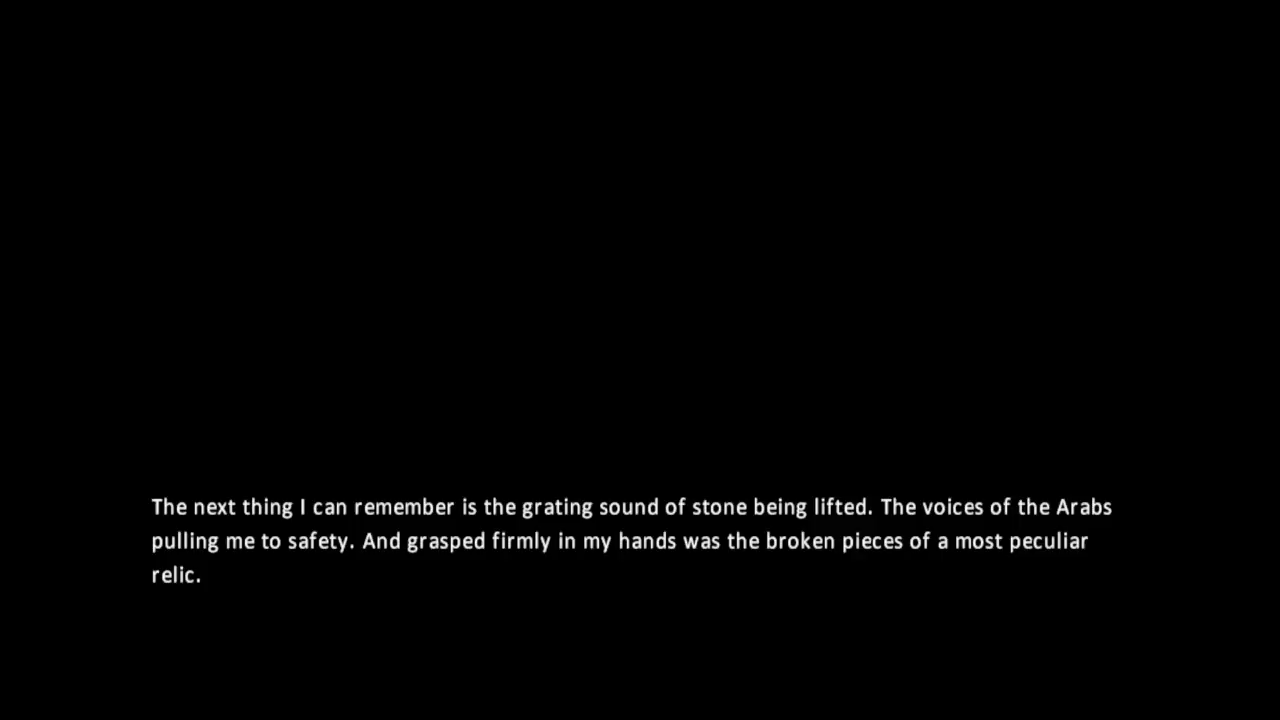 The next thing I can remember is the grating sound of stone being lifted. The voices of the Arabs
pulling me to safety. And grasped firmly in my hands was the broken pieces of a most peculiar
relic.